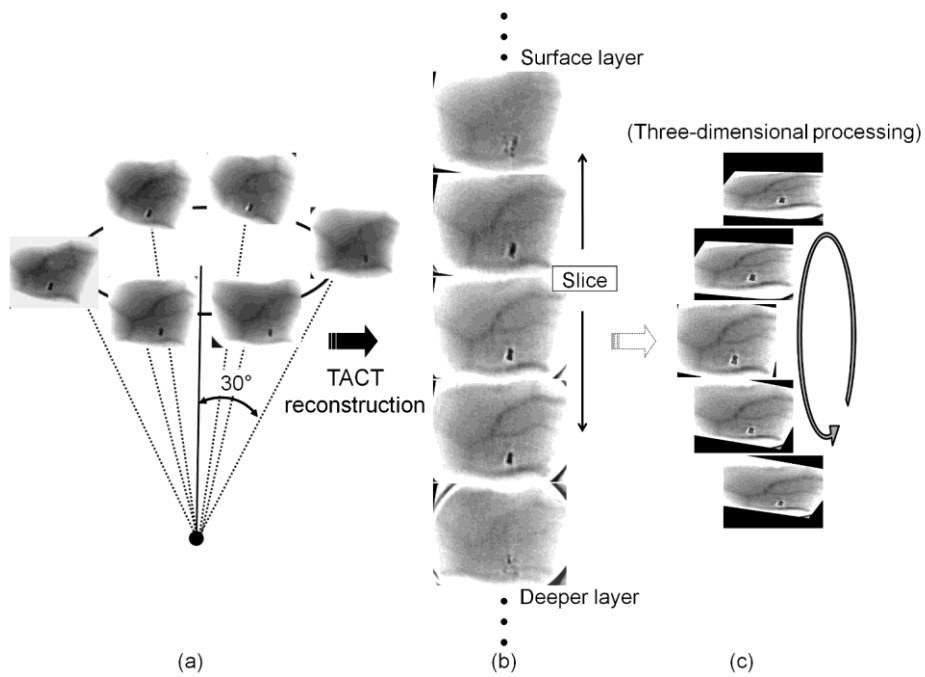 Surface layer
(Three-dimensional processing)
Slice
30°
TACT
reconstruction
Deeper layer
(a)
(b)
(c)